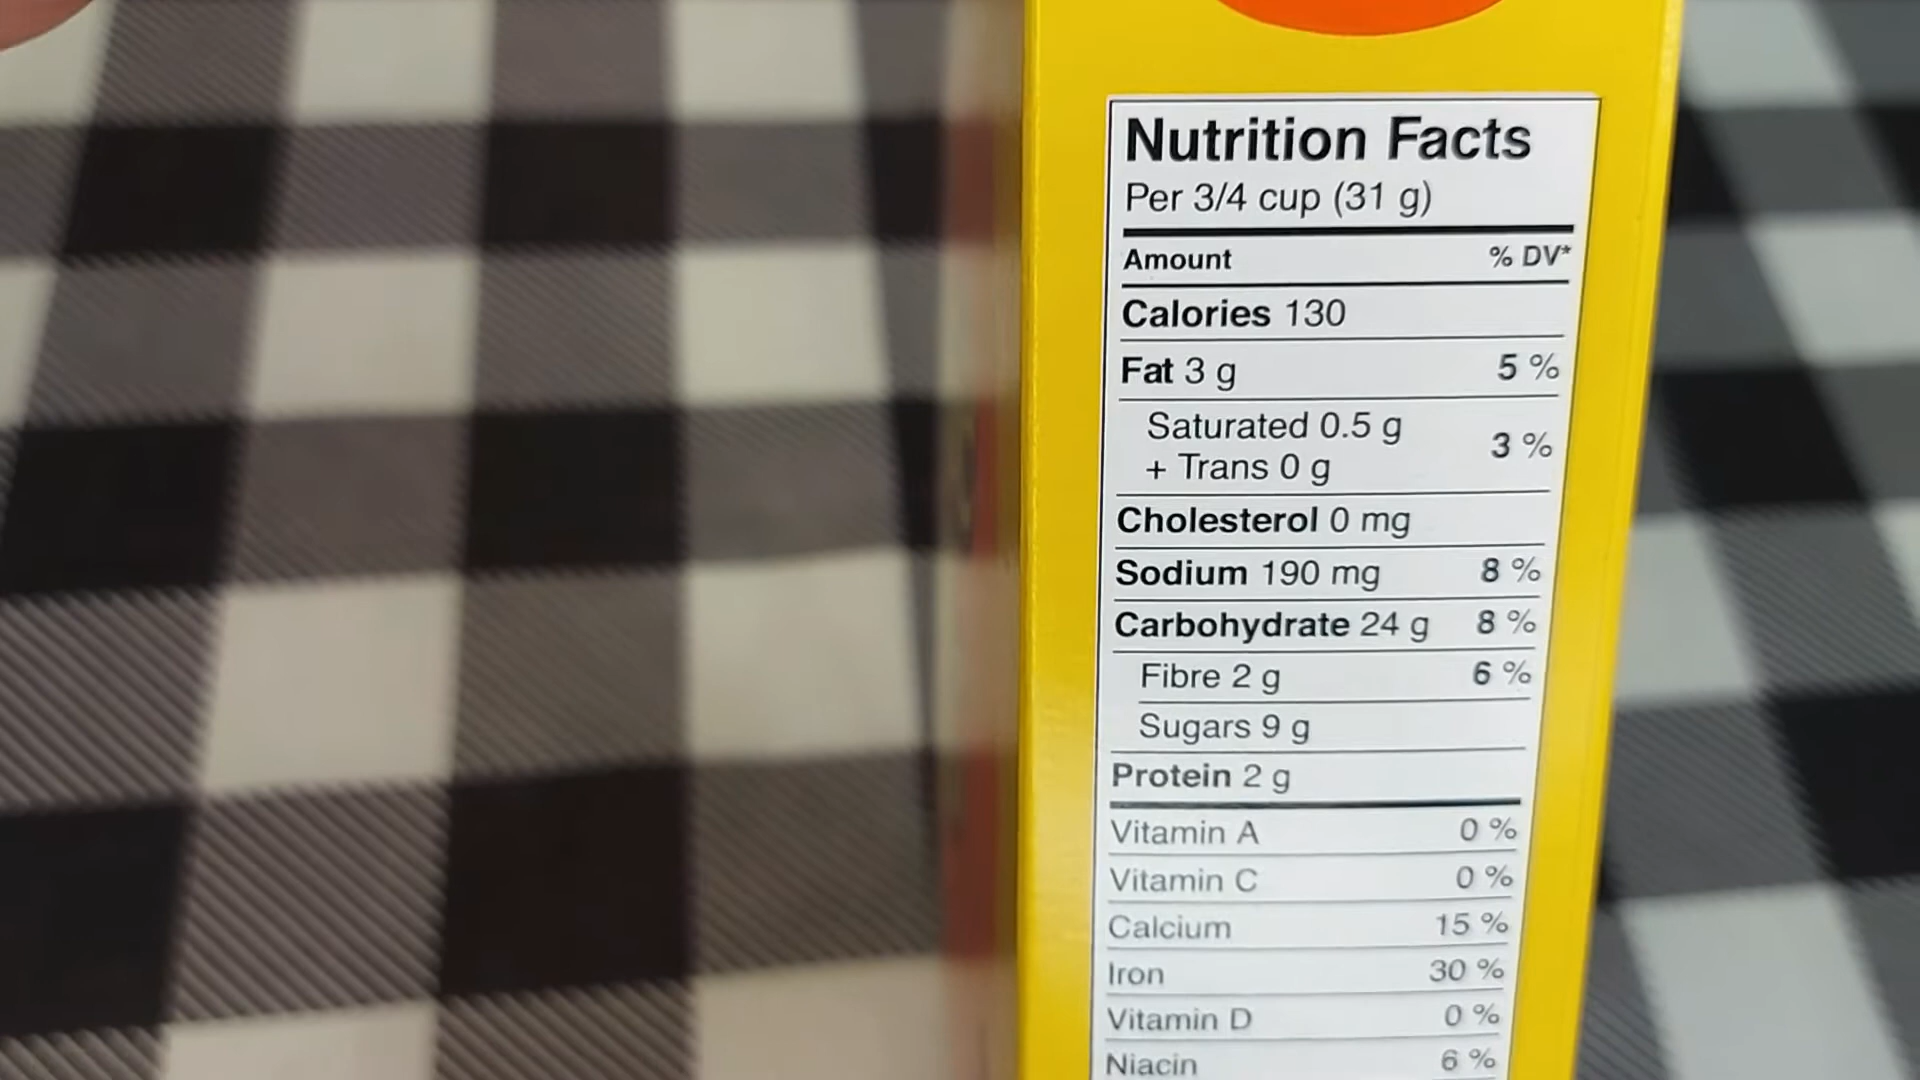 Nutrition Facts
Per 3/4 cup (31 g)
Amount % DV*
Calories 130
Fat 3 g 5 %
Saturated 0.5 g
+ Trans 0 g 3 %
Cholesterol 0 mg
Sodium 190 mg 8 %
Carbohydrate 24 g 8 %
Fibre 2 g 6 %
Sugars 9 g
Protein 2 g
Vitamin A 0 %
Vitamin C 0 %
Calcium 15 %
Iron 30 %
Vitamin D 0 %
Niacin 6 %